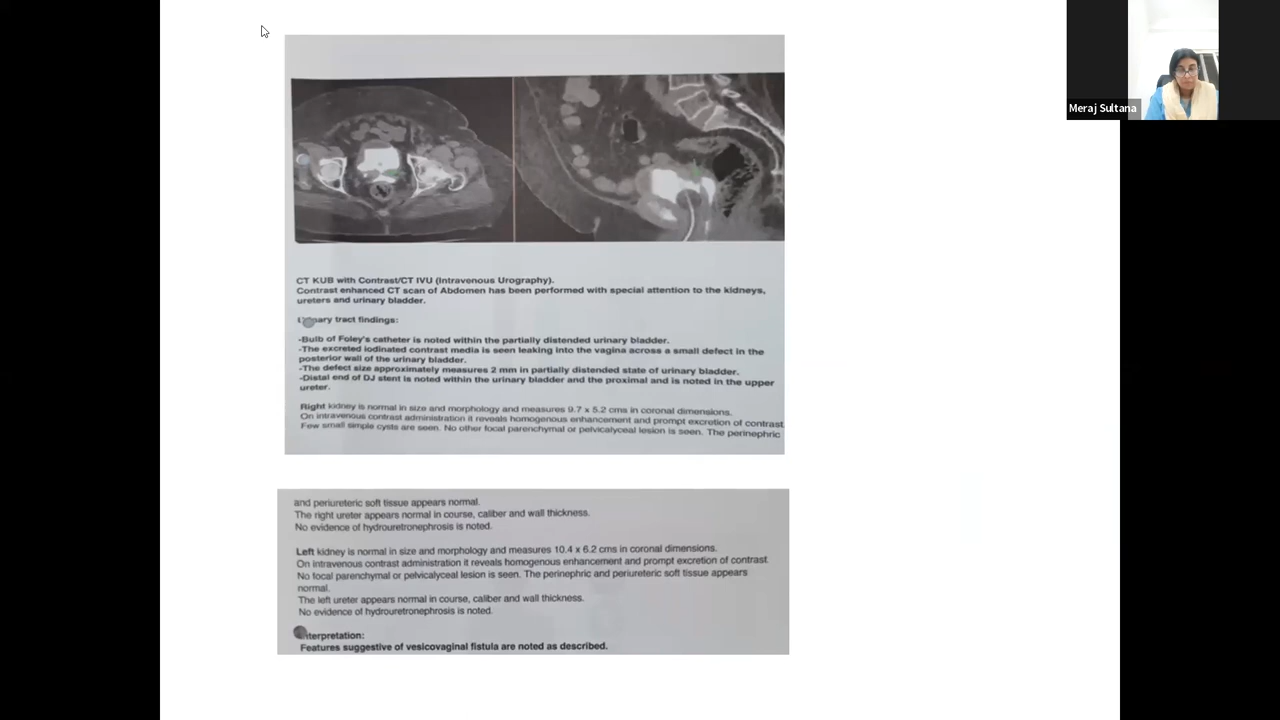 Meraj Sultana
CT KUB with Contrast/CT IVU (Intravenous Urography).
Contrast enhanced CT scan of Abdomen has been performed with special attention to the kidneys,
ureters and urinary bladder.
Urinary tract findings:
-Bulb of Foley's catheter is noted within the partially distended urinary bladder.
-The excreted iodinated contrast media is seen leaking into the vagina across a small defect in the
posterior wall of the urinary bladder.
-The defect size approximately measures 2 mm in partially distended state of urinary bladder.
-Distal end of DJ stent is noted within the urinary bladder and the proximal and is noted in the upper
ureter.
Right kidney is normal in size and morphology and measures 9.7 x 5.2 cms in coronal dimensions.
On intravenous contrast administration it reveals homogenous enhancement and prompt excretion of contrast.
Few small simple cysts are seen. No other focal parenchymal or pelvicalyceal lesion is seen. The perinephric
and periureteric soft tissue appears normal.
The right ureter appears normal in course, caliber and wall thickness.
No evidence of hydrouretronephrosis is noted.
Left kidney is normal in size and morphology and measures 10.4 x 6.2 cms in coronal dimensions.
On intravenous contrast administration it reveals homogenous enhancement and prompt excretion of contrast.
No focal parenchymal or pelvicalyceal lesion is seen. The perinephric and periureteric soft tissue appears
normal.
The left ureter appears normal in course, caliber and wall thickness.
No evidence of hydrouretronephrosis is noted.
Interpretation:
Features suggestive of vesicovaginal fistula are noted as described.